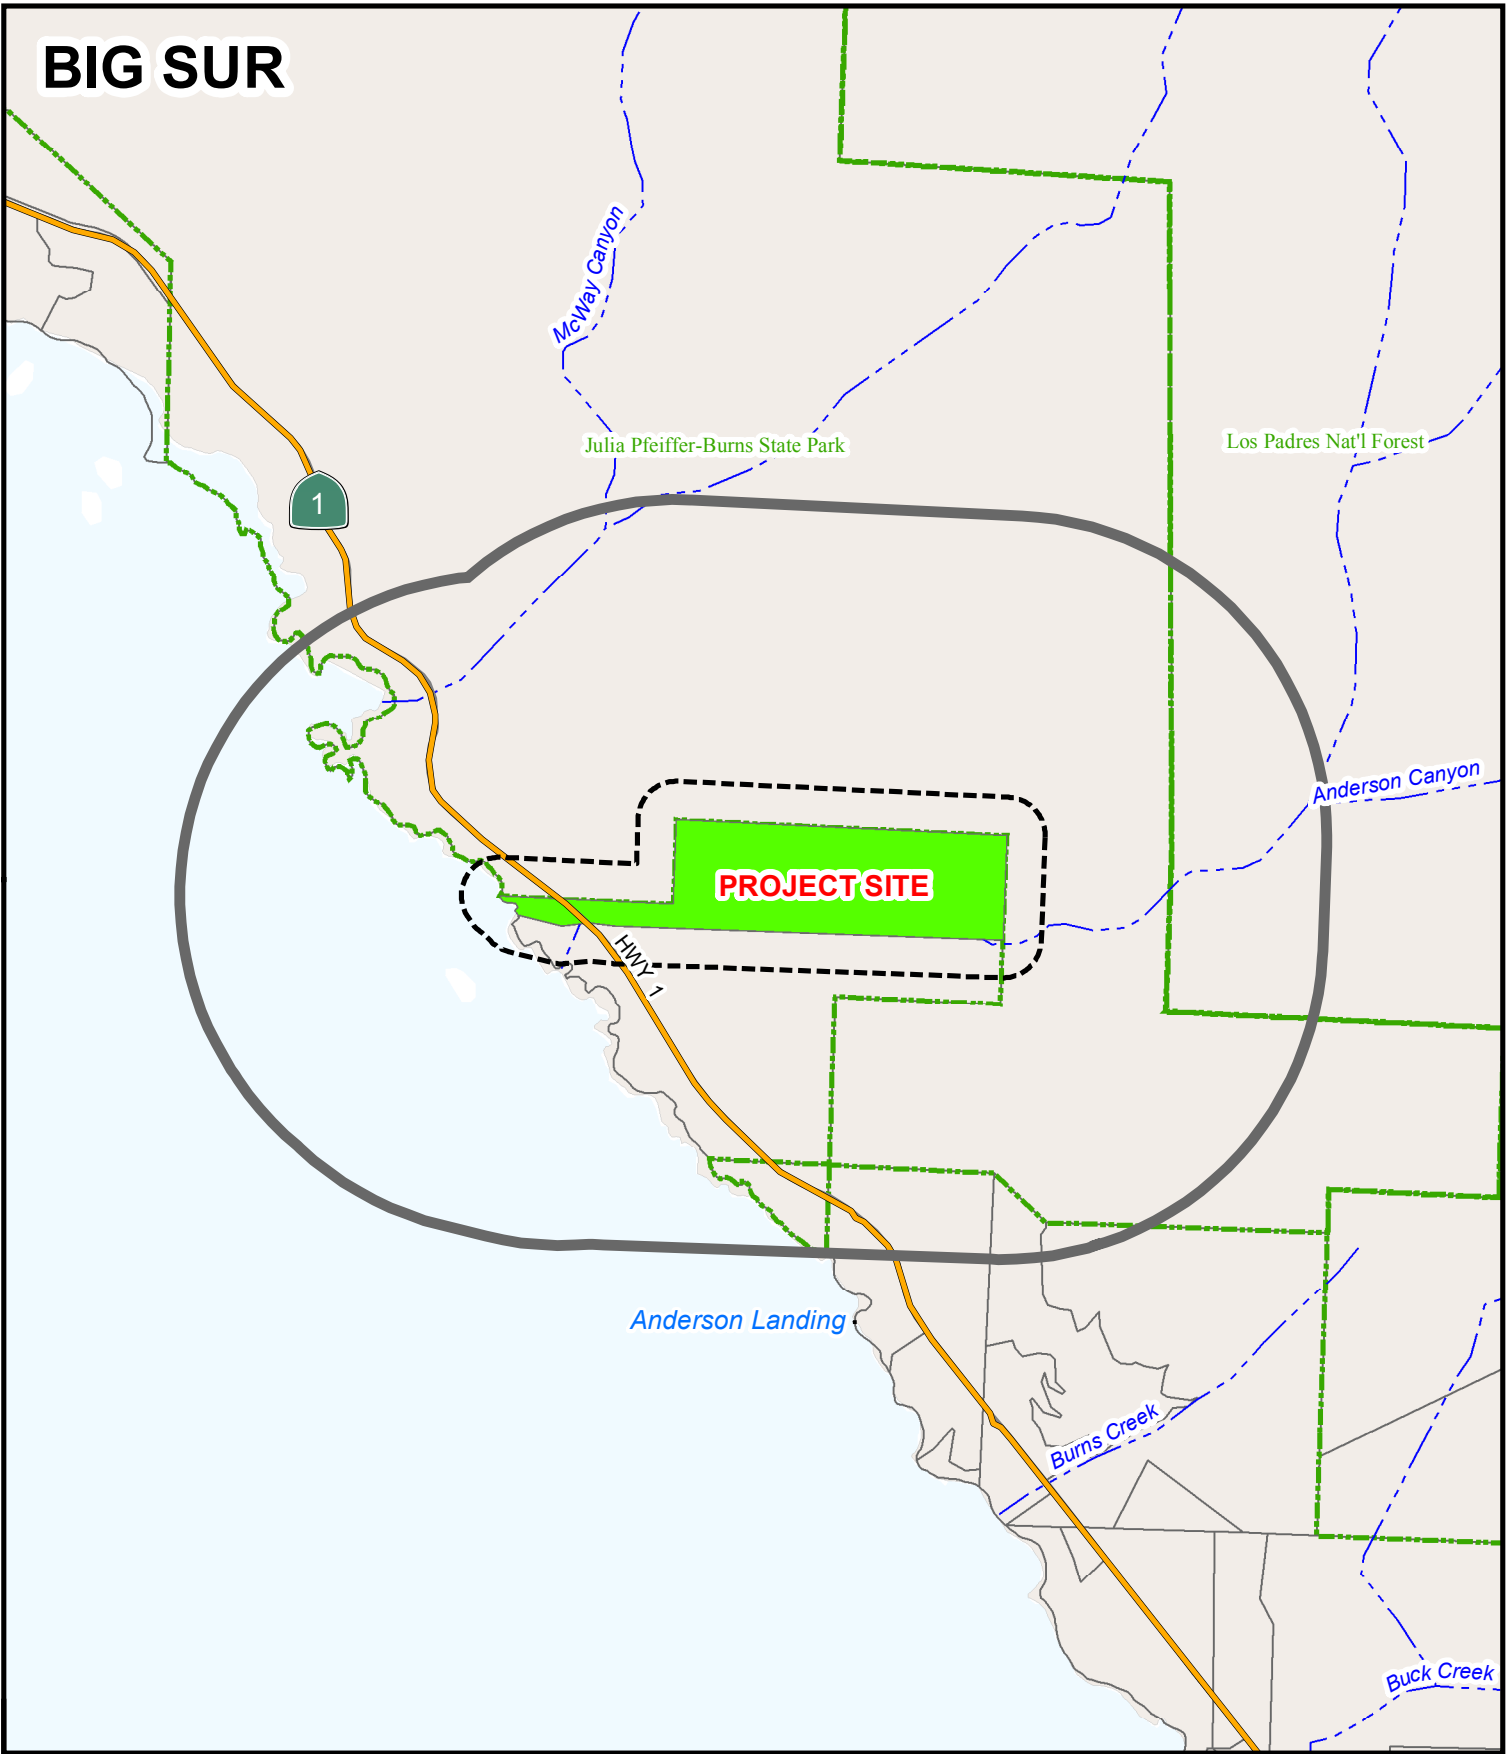 BIG SUR
McWay Canyon
Julia Pfeiffer-Burns State Park
Los Padres Nat'l Forest
1
Anderson Canyon
PROJECT SITE
HWY 1
Anderson Landing
Burns Creek
Buck Creek